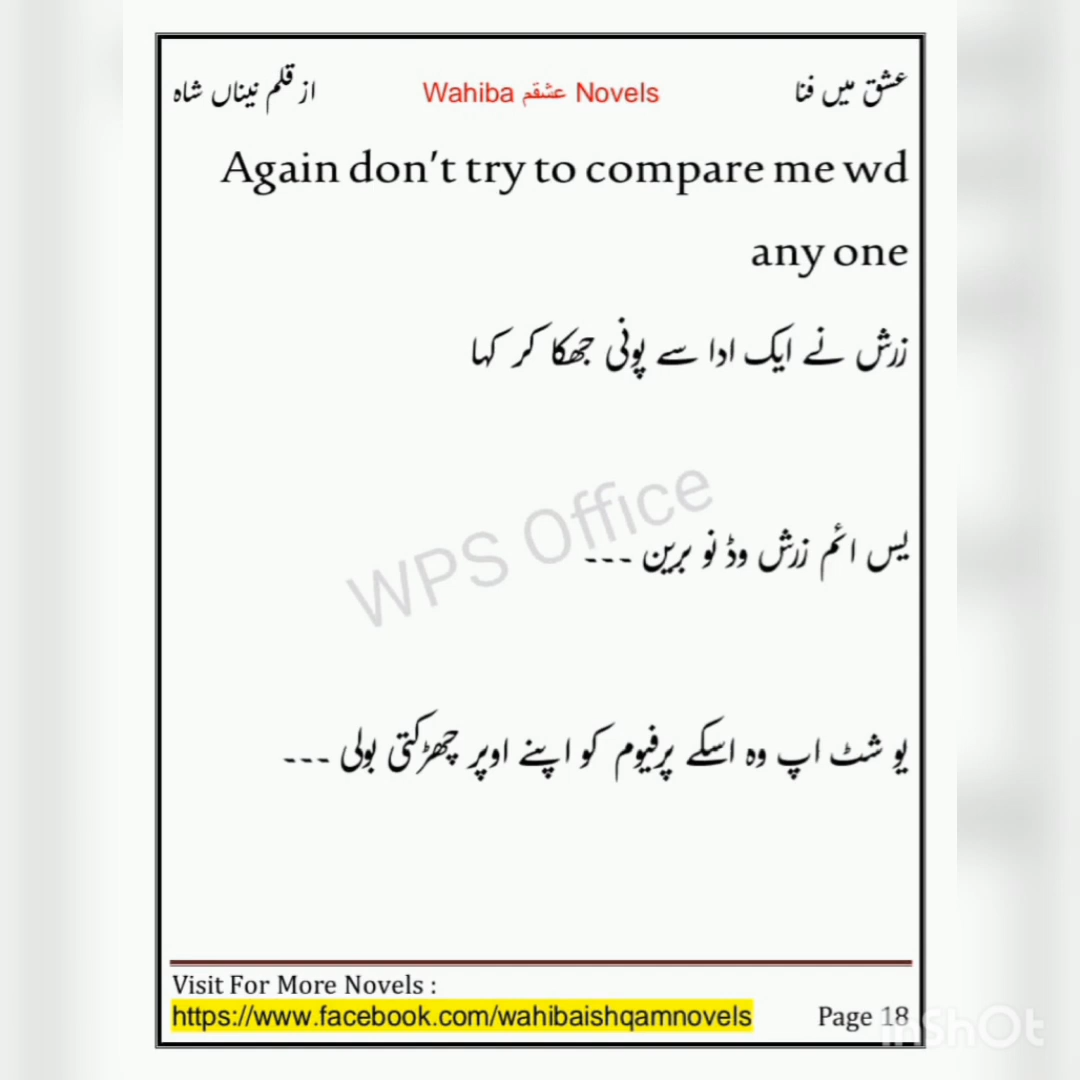 عشق میں فنا Wahiba عشقم Novels از قلم نیناں شاہ
Again don't try to compare me wd
any one
زرش نے ایک ادا سے پونی جھکا کر کہا
WPS Office
یس ائم زرش وڈ نو برین ---
یو شٹ اپ وہ اسکے پرفیوم کو اپنے اوپر چھڑکتی بولی ---
Visit For More Novels :
https://www.facebook.com/wahibaishqamnovels Page 18
InShOt